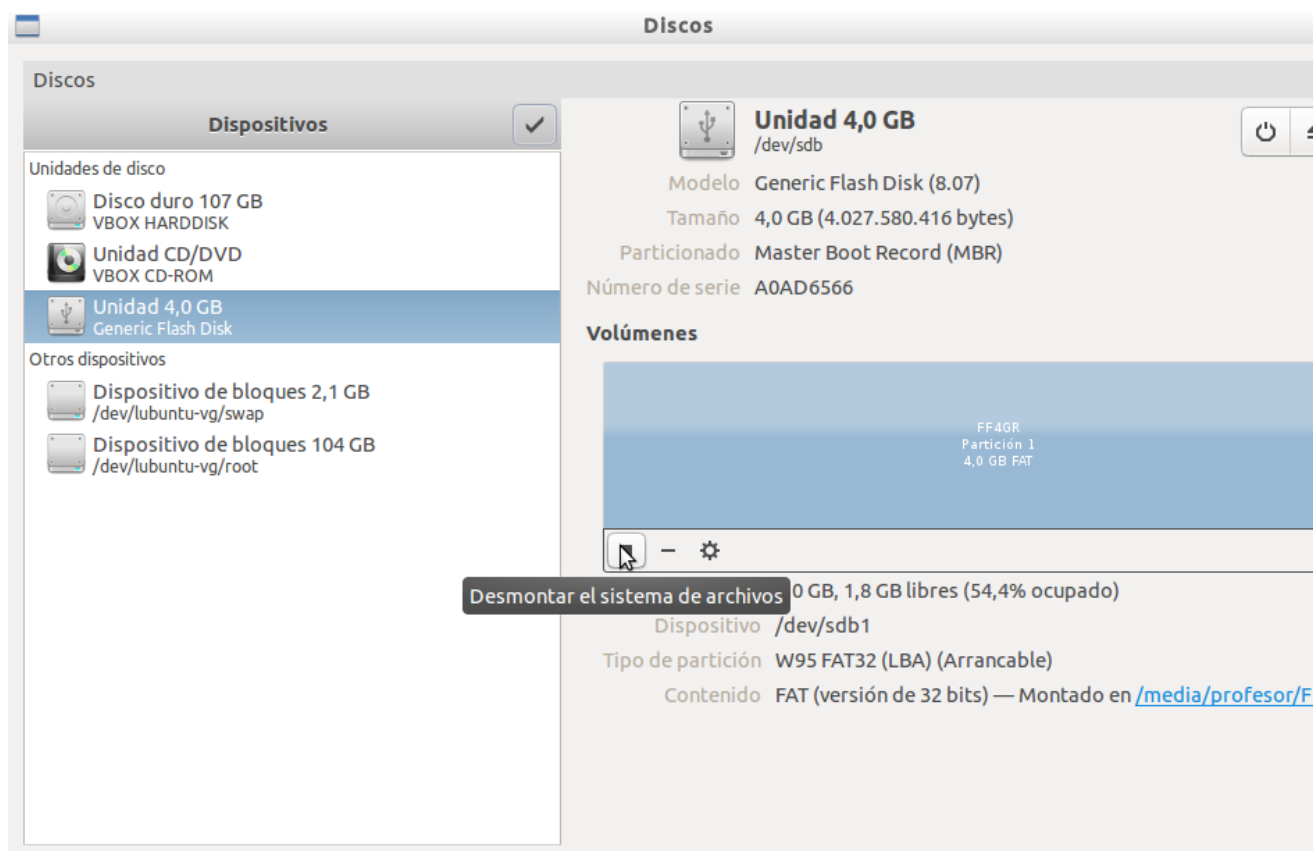 Discos
Discos
Dispositivos
Unidades de disco
Disco duro 107 GB
VBOX HARDDISK
Unidad CD/DVD
VBOX CD-ROM
Unidad 4,0 GB
Generic Flash Disk
Otros dispositivos
Dispositivo de bloques 2,1 GB
/dev/lubuntu-vg/swap
Dispositivo de bloques 104 GB
/dev/lubuntu-vg/root
Unidad 4,0 GB
/dev/sdb
Modelo Generic Flash Disk (8.07)
Tamaño 4,0 GB (4.027.580.416 bytes)
Particionado Master Boot Record (MBR)
Número de serie A0AD6566
Volúmenes
FF4GR
Partición 1
4,0 GB FAT
Desmontar el sistema de archivos
0 GB, 1,8 GB libres (54,4% ocupado)
Dispositivo /dev/sdb1
Tipo de partición W95 FAT32 (LBA) (Arrancable)
Contenido FAT (versión de 32 bits) — Montado en /media/profesor/F